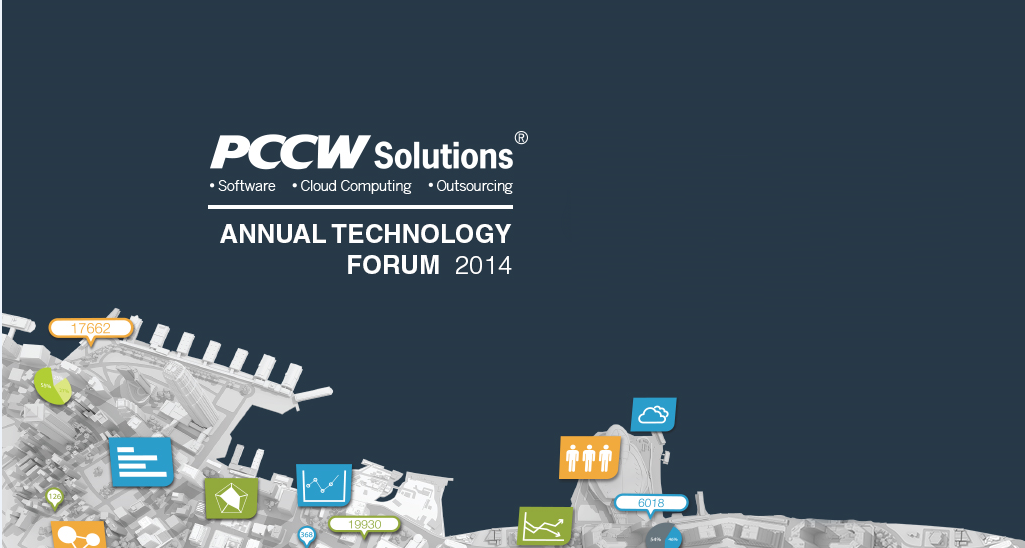 PCCW Solutions®
• Software • Cloud Computing • Outsourcing
ANNUAL TECHNOLOGY
FORUM 2014
17662
126
368
19930
6018